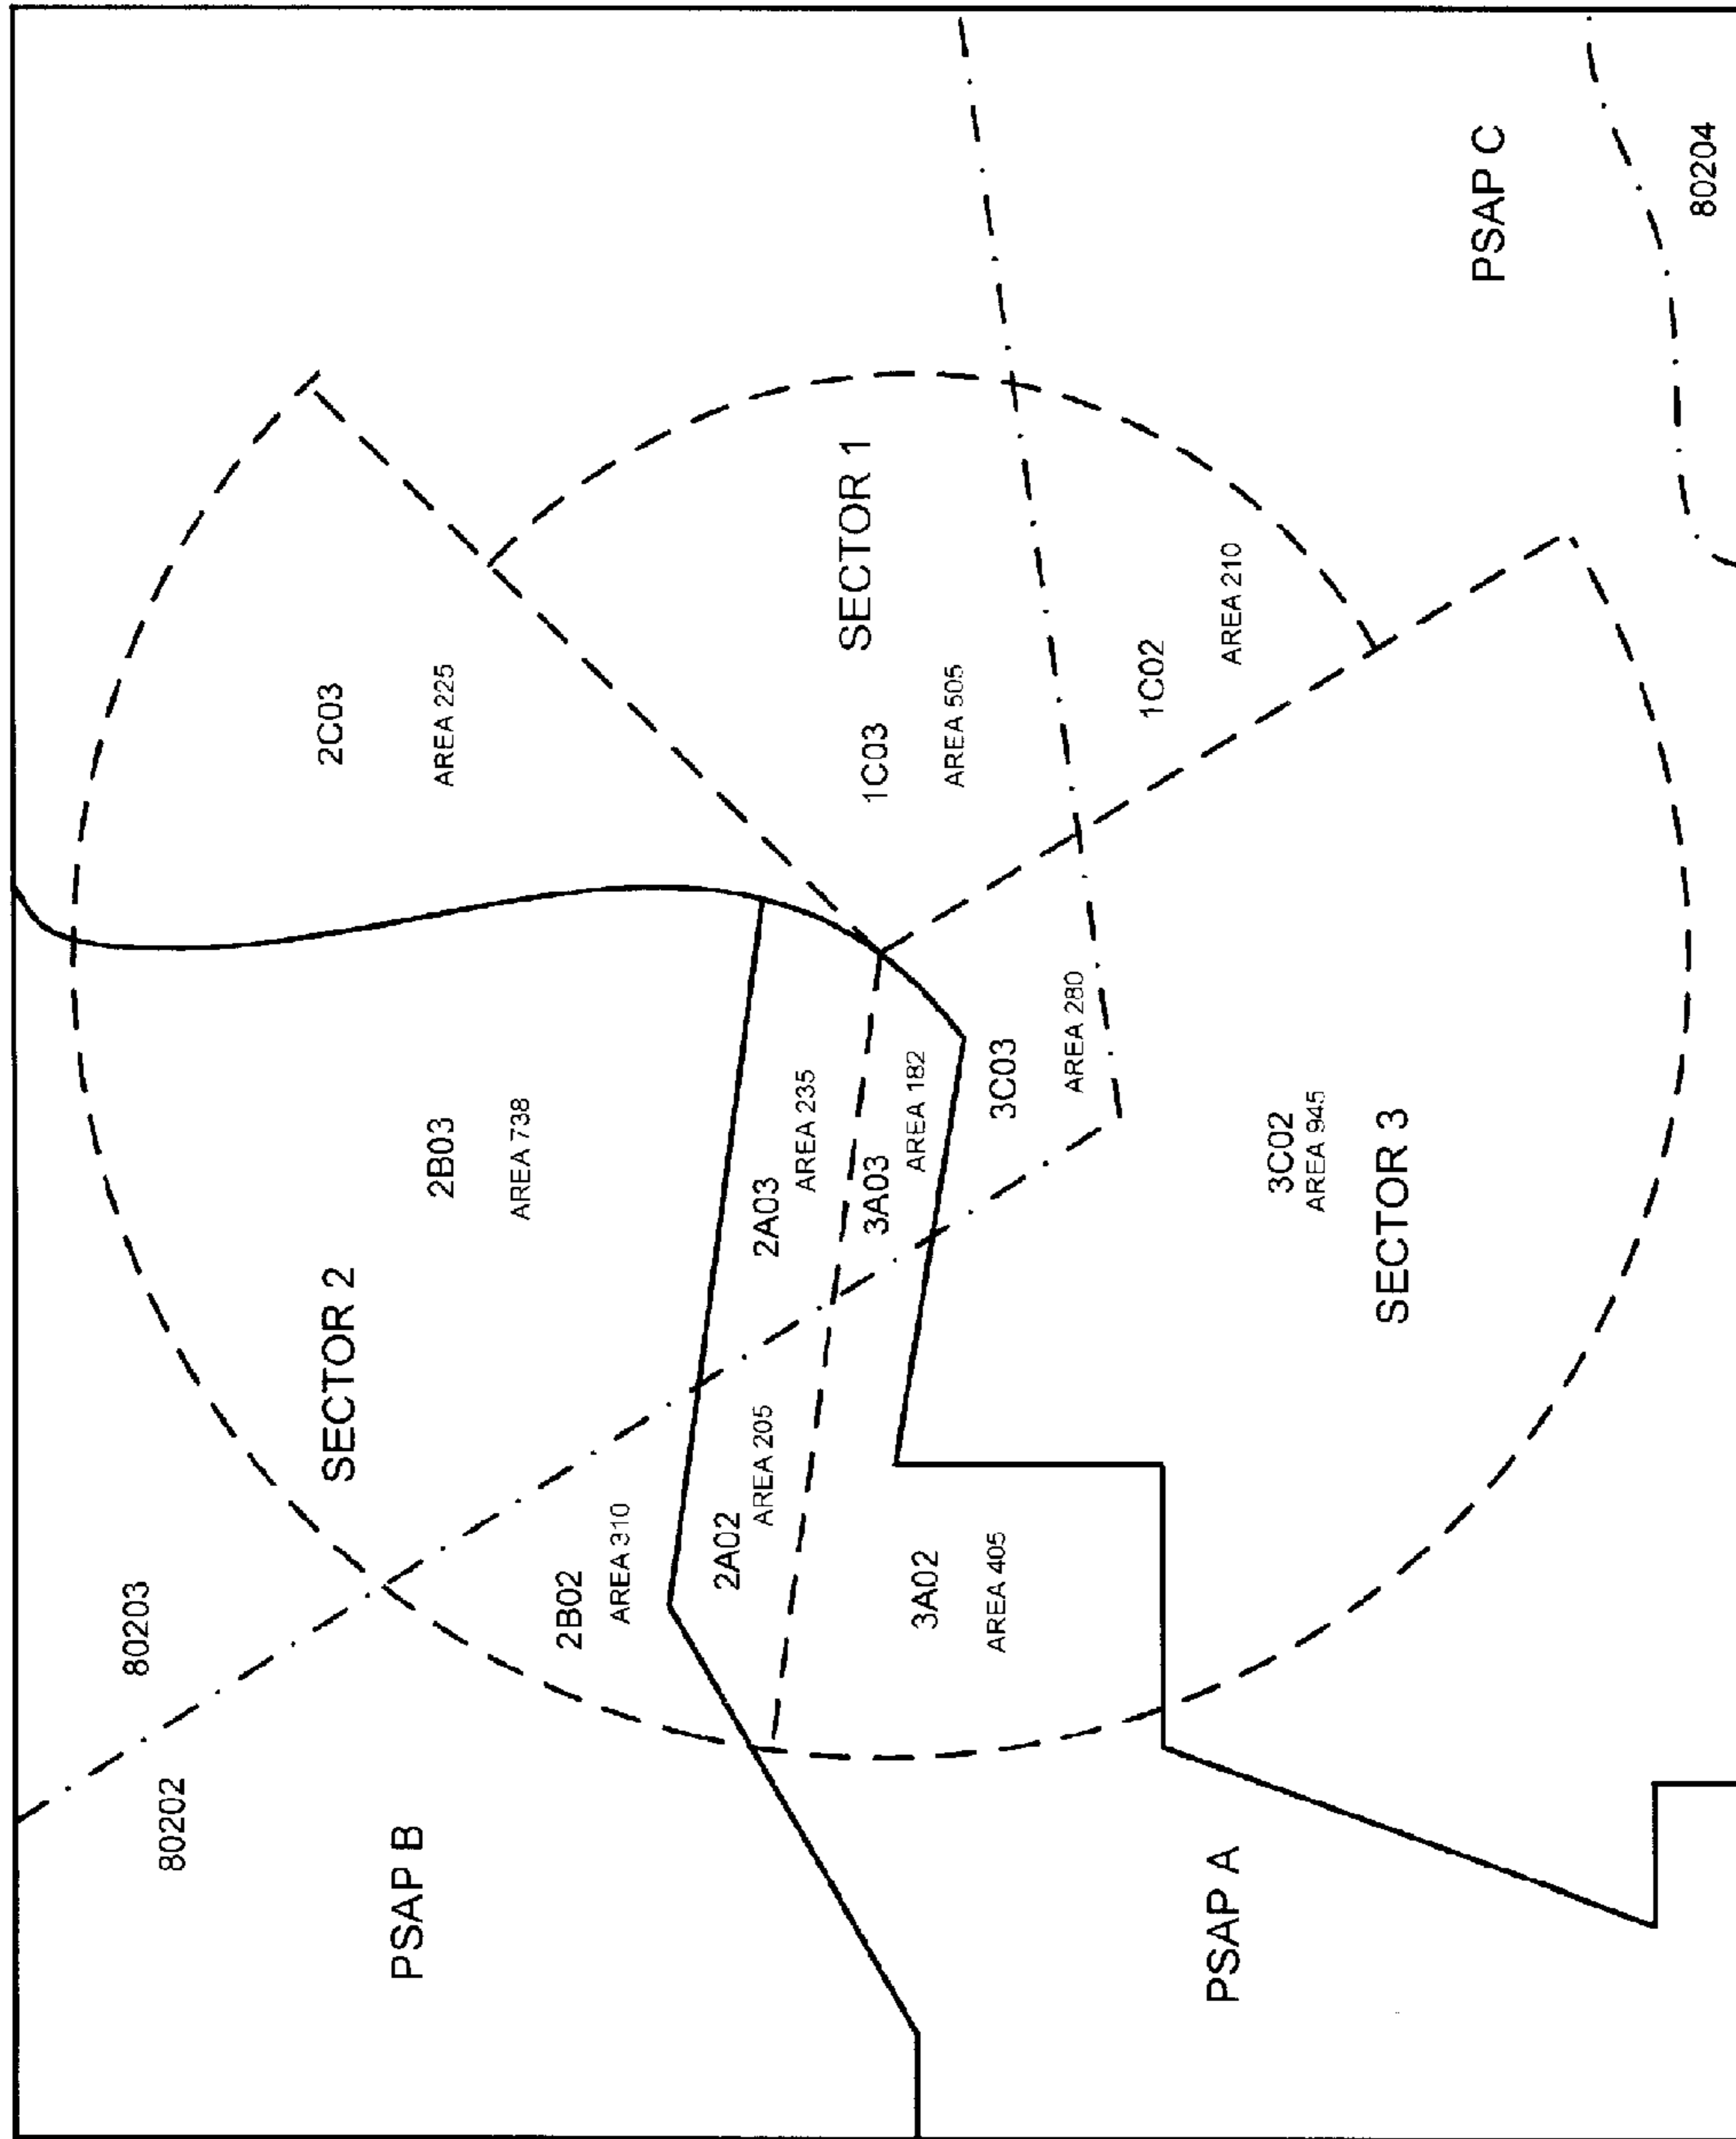 80203
80202
SECTOR 2
2C03
AREA 225
PSAP B
2B03
AREA 738
2B02
AREA 310
2A02
AREA 205
2A03
AREA 235
SECTOR 1
3A03
AREA 182
1C03
AREA 505
3A02
AREA 405
3C03
AREA 280
1C02
AREA 210
PSAP A
3C02
AREA 945
SECTOR 3
PSAP C
80204